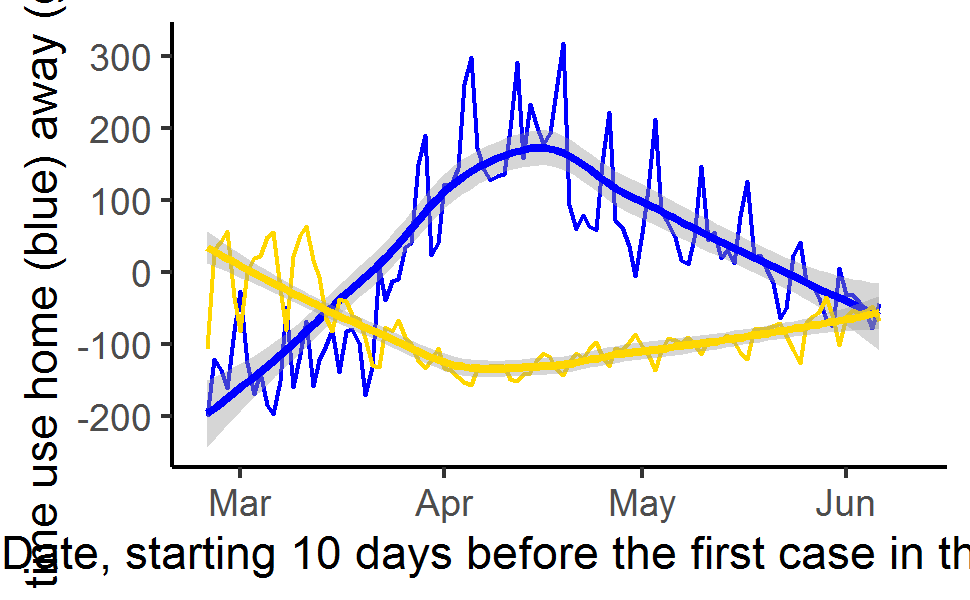 time use home (blue) away (
300
200
100
0
-100
-200
Mar Apr May Jun
Date, starting 10 days before the first case in th